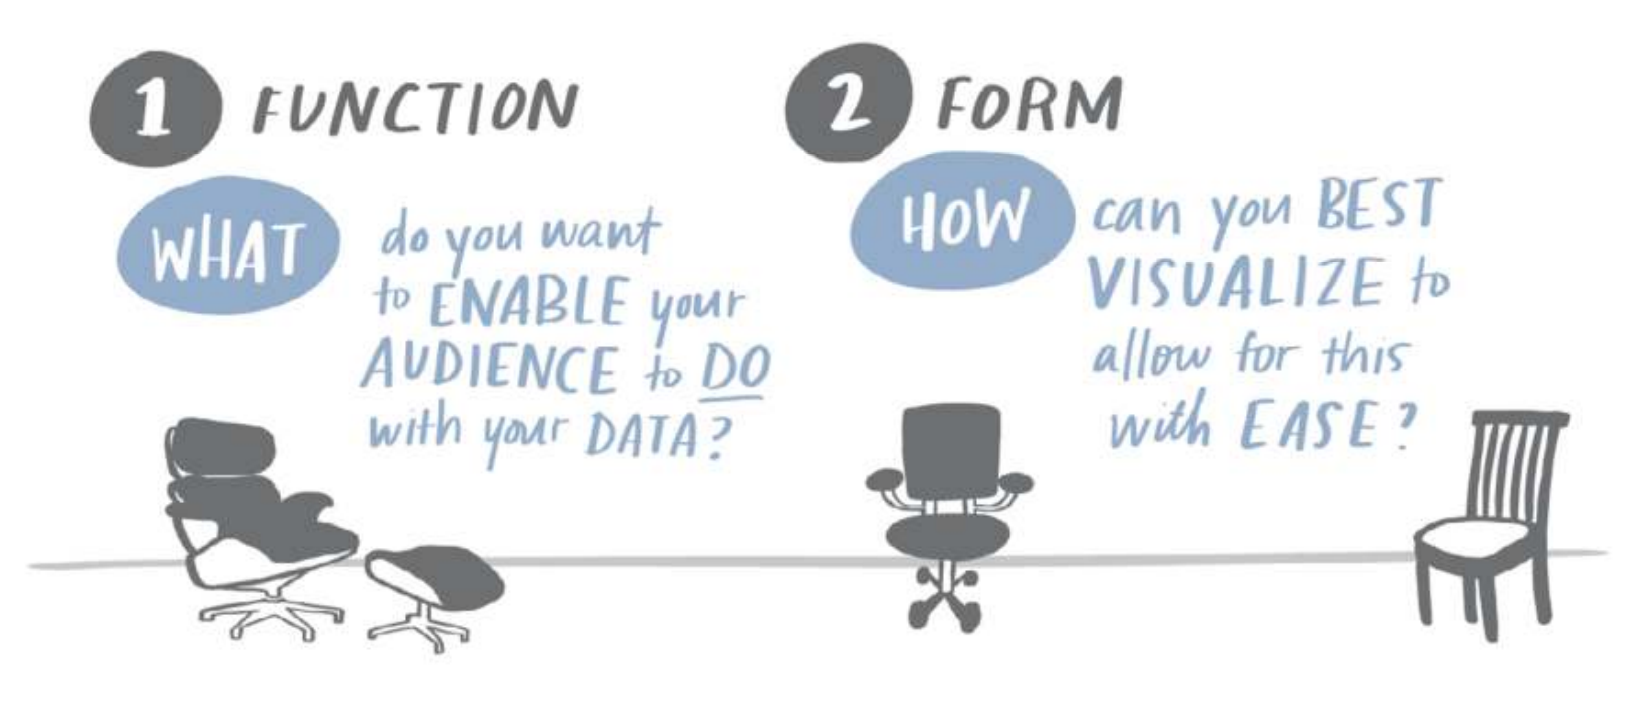 1 FUNCTION
WHAT do you want
to ENABLE your
AUDIENCE to DO
with your DATA?
2 FORM
HOW can you BEST
VISUALIZE to
allow for this
with EASE?